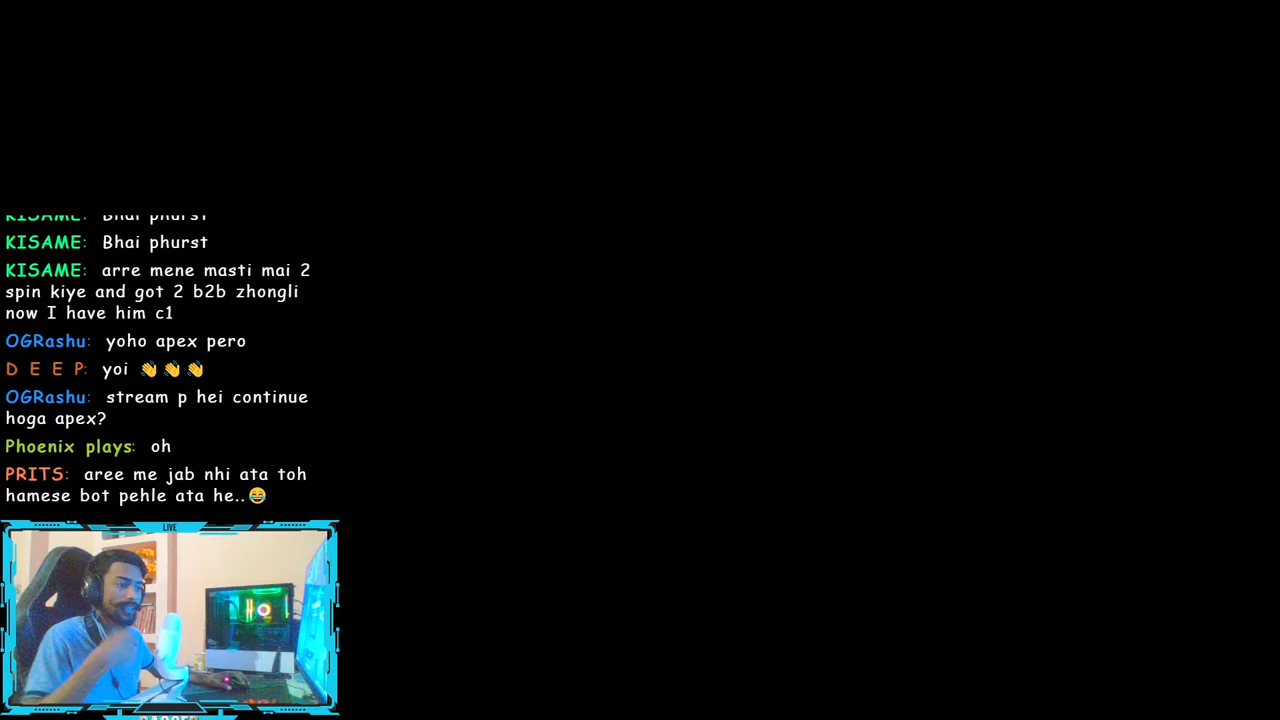 KISAME: Bhai phurst
KISAME: Bhai phurst
KISAME: arre mene masti mai 2
spin kiye and got 2 b2b zhongli
now I have him c1
OGRashu: yoho apex pero
D E E P: yoi 👋👋👋
OGRashu: stream p hei continue
hoga apex?
Phoenix plays: oh
PRITS: aree me jab nhi ata toh
hamese bot pehle ata he..😂
LIVE